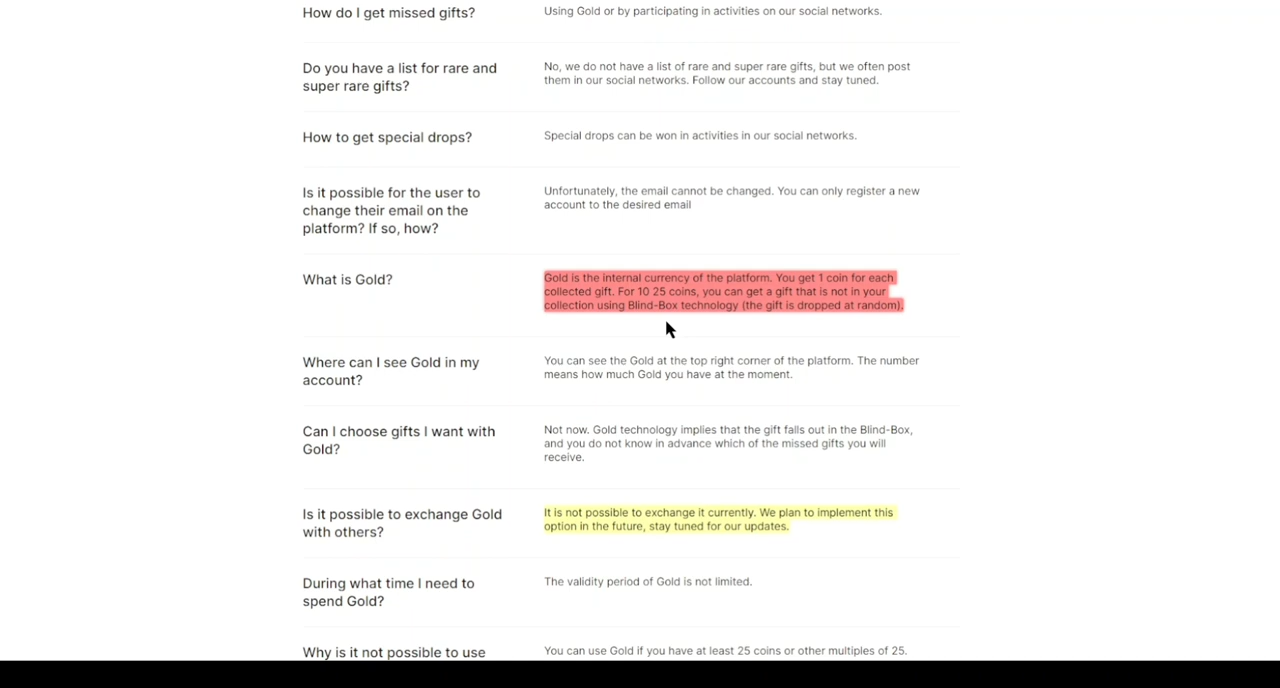 How do I get missed gifts?
Using Gold or by participating in activities on our social networks.
Do you have a list for rare and
super rare gifts?
No, we do not have a list of rare and super rare gifts, but we often post
them in our social networks. Follow our accounts and stay tuned.
How to get special drops?
Special drops can be won in activities in our social networks.
Is it possible for the user to
change their email on the
platform? If so, how?
Unfortunately, the email cannot be changed. You can only register a new
account to the desired email
What is Gold?
Gold is the internal currency of the platform. You get 1 coin for each
collected gift. For 10 25 coins, you can get a gift that is not in your
collection using Blind-Box technology (the gift is dropped at random).
Where can I see Gold in my
account?
You can see the Gold at the top right corner of the platform. The number
means how much Gold you have at the moment.
Can I choose gifts I want with
Gold?
Not now. Gold technology implies that the gift falls out in the Blind-Box,
and you do not know in advance which of the missed gifts you will
receive.
Is it possible to exchange Gold
with others?
It is not possible to exchange it currently. We plan to implement this
option in the future, stay tuned for our updates.
During what time I need to
spend Gold?
The validity period of Gold is not limited.
Why is it not possible to use
You can use Gold if you have at least 25 coins or other multiples of 25.